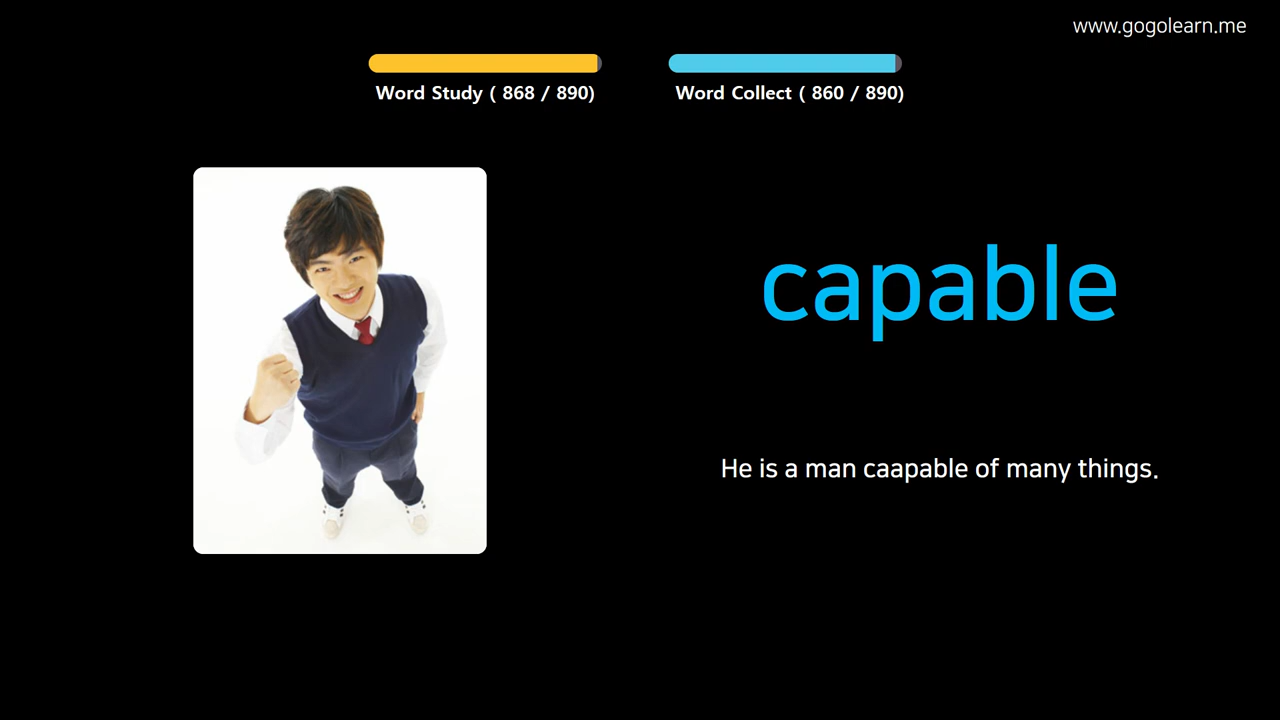 www.gogolearn.me
Word Study ( 868 / 890)
Word Collect ( 860 / 890)
capable
He is a man caapable of many things.